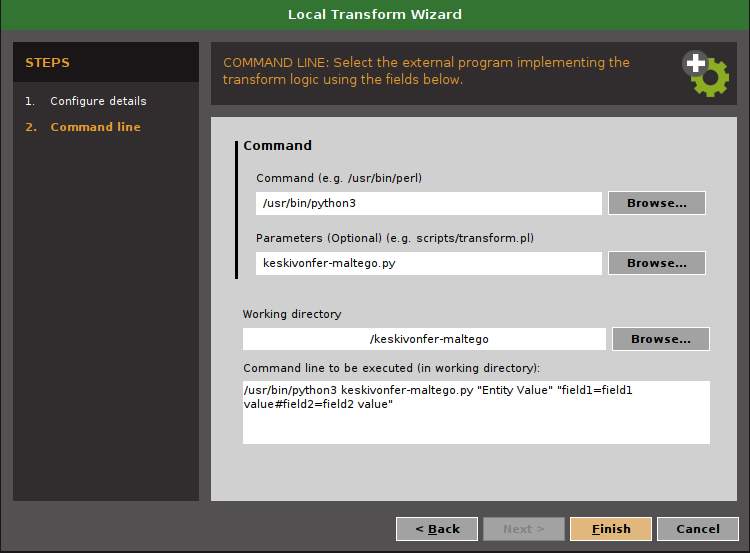 Local Transform Wizard
STEPS
1. Configure details
2. Command line
COMMAND LINE: Select the external program implementing the
transform logic using the fields below.
Command
Command (e.g. /usr/bin/perl)
/usr/bin/python3
Browse...
Parameters (Optional) (e.g. scripts/transform.pl)
keskivonfer-maltego.py
Browse...
Working directory
/keskivonfer-maltego
Browse...
Command line to be executed (in working directory):
/usr/bin/python3 keskivonfer-maltego.py "Entity Value" "field1=field1
value#field2=field2 value"
< Back
Next >
Finish
Cancel